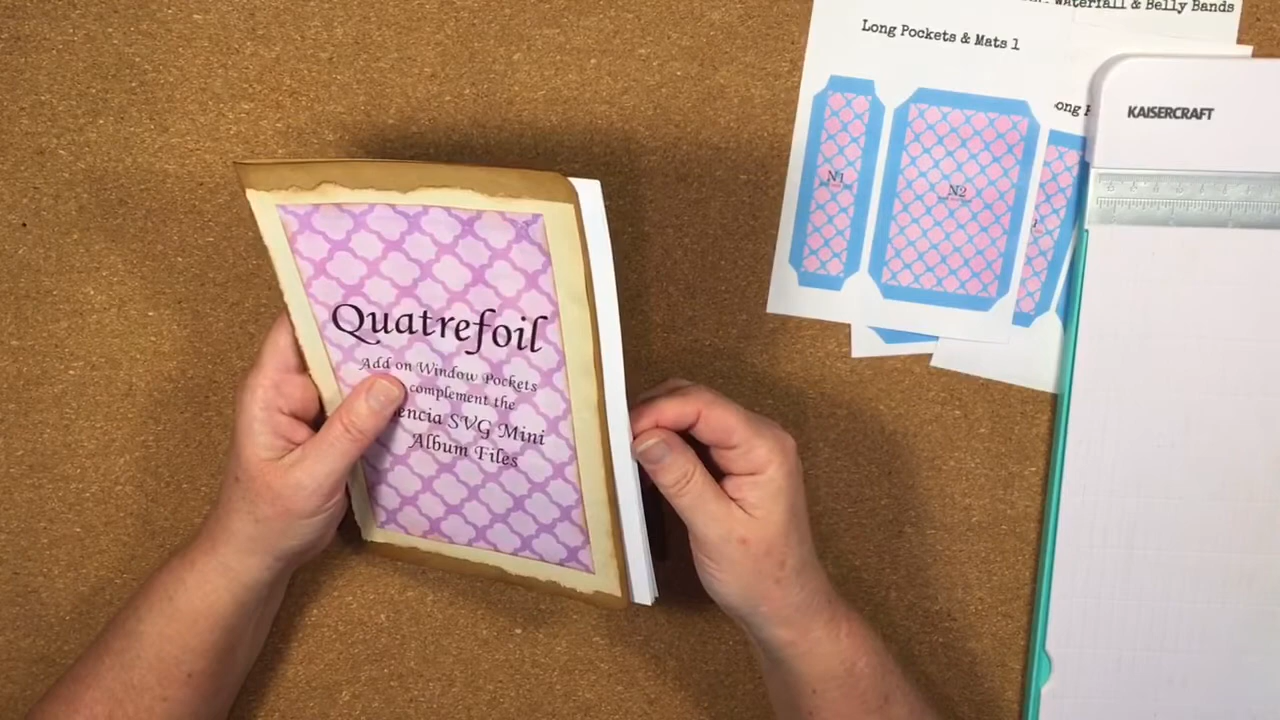 Waterfall & Belly Bands
Long Pockets & Mats 1
KAISERCRAFT
N1
N2
Quatrefoil
Add on Window Pockets
complement the
SVG Mini
Album Files